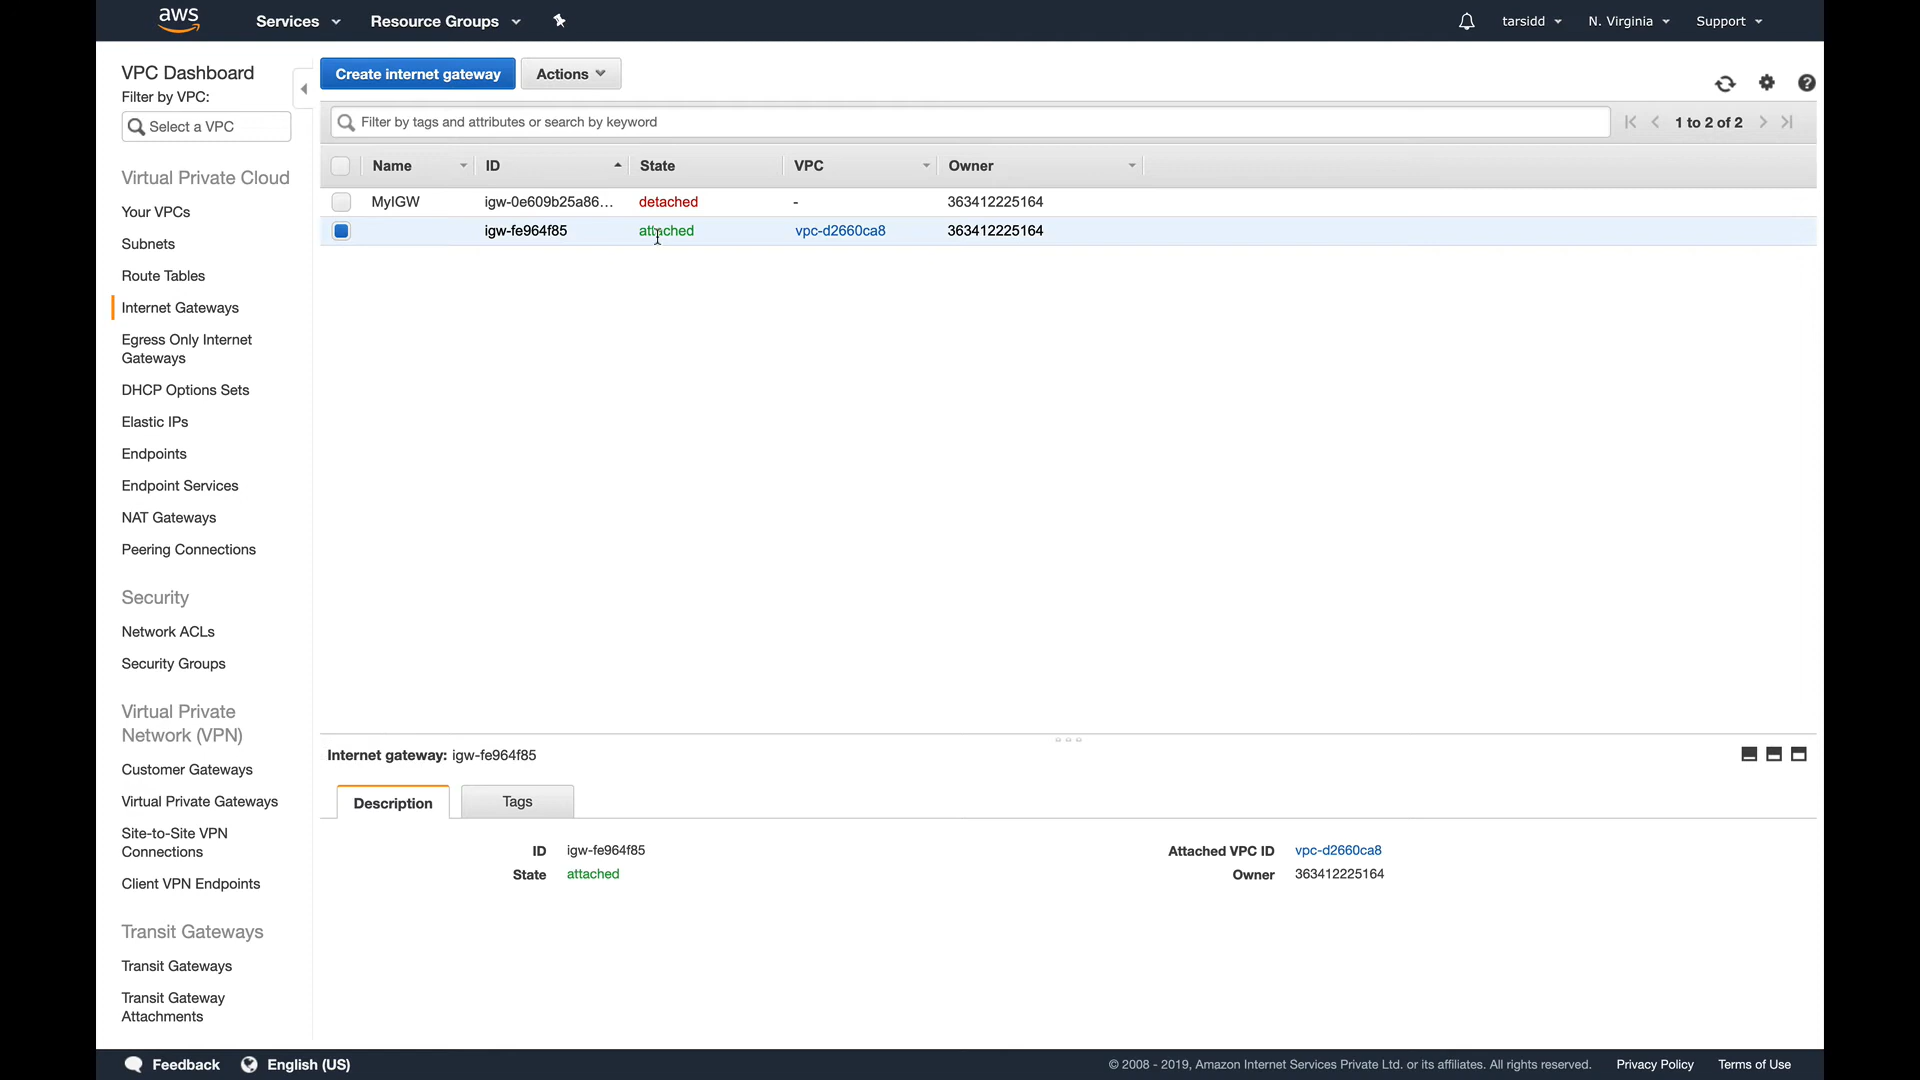 aws
Services
Resource Groups
tarsidd
N. Virginia
Support
VPC Dashboard
Filter by VPC:
Select a VPC
Virtual Private Cloud
Your VPCs
Subnets
Route Tables
Internet Gateways
Egress Only Internet
Gateways
DHCP Options Sets
Elastic IPs
Endpoints
Endpoint Services
NAT Gateways
Peering Connections
Security
Network ACLs
Security Groups
Virtual Private
Network (VPN)
Customer Gateways
Virtual Private Gateways
Site-to-Site VPN
Connections
Client VPN Endpoints
Transit Gateways
Transit Gateways
Transit Gateway
Attachments
Create internet gateway Actions
Filter by tags and attributes or search by keyword
1 to 2 of 2
Name ID State VPC Owner
MyIGW igw-0e609b25a86... detached - 363412225164
igw-fe964f85 attached vpc-d2660ca8 363412225164
Internet gateway: igw-fe964f85
Description Tags
ID igw-fe964f85 Attached VPC ID vpc-d2660ca8
State attached Owner 363412225164
Feedback English (US) © 2008 - 2019, Amazon Internet Services Private Ltd. or its affiliates. All rights reserved. Privacy Policy Terms of Use